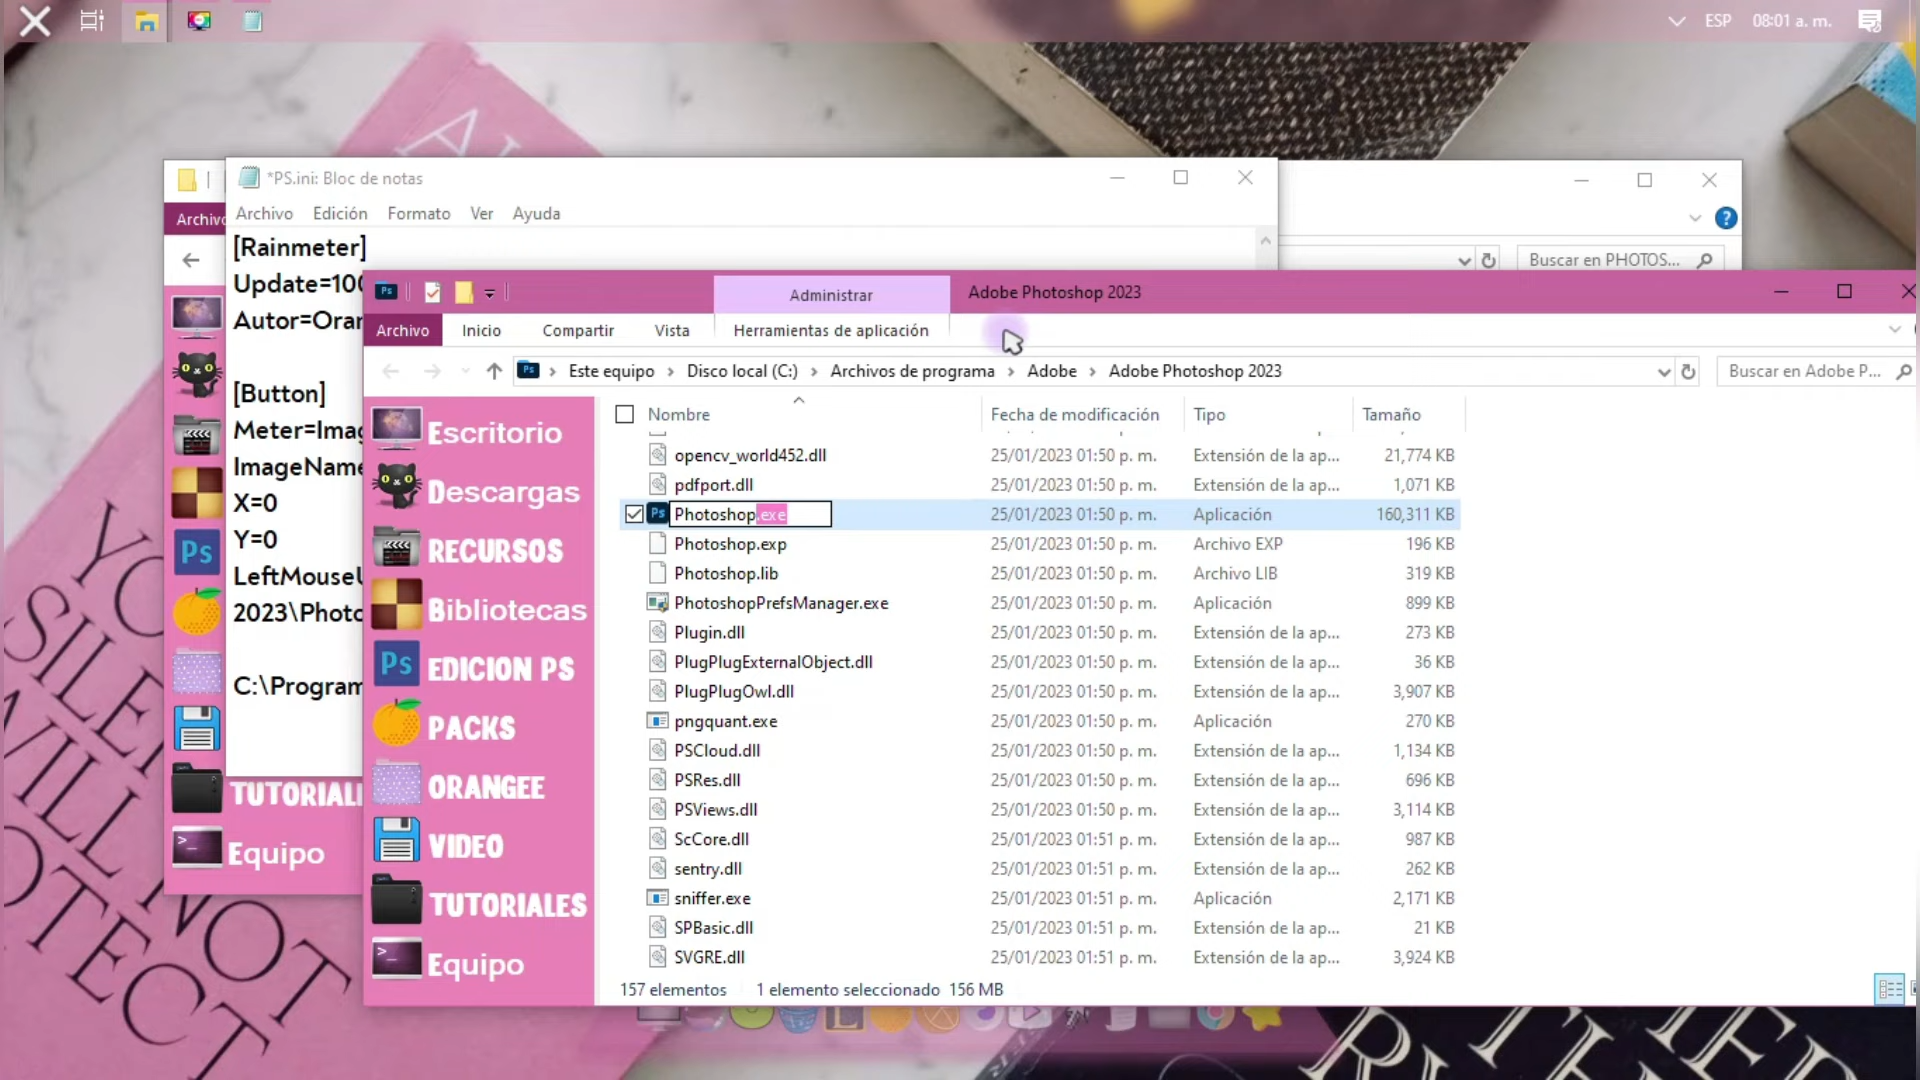 ESP 08:01 a. m.
*PS.ini: Bloc de notas
Archivo Edición Formato Ver Ayuda
[Rainmeter]
Update=100
Autor=Oran
[Button]
Meter=Imag
ImageName
X=0
Y=0
LeftMouseU
2023\Photo
C:\Program
Archivo
Buscar en PHOTOS...
TUTORIAL
Equipo
Administrar
Adobe Photoshop 2023
Archivo Inicio Compartir Vista Herramientas de aplicación
Este equipo > Disco local (C:) > Archivos de programa > Adobe > Adobe Photoshop 2023
Buscar en Adobe P...
Escritorio
Descargas
RECURSOS
Bibliotecas
EDICION PS
PACKS
ORANGEE
VIDEO
TUTORIALES
Equipo
Nombre Fecha de modificación Tipo Tamaño
opencv_world452.dll 25/01/2023 01:50 p. m. Extensión de la ap... 21,774 KB
pdfport.dll 25/01/2023 01:50 p. m. Extensión de la ap... 1,071 KB
Ps Photoshop.exe 25/01/2023 01:50 p. m. Aplicación 160,311 KB
Photoshop.exp 25/01/2023 01:50 p. m. Archivo EXP 196 KB
Photoshop.lib 25/01/2023 01:50 p. m. Archivo LIB 319 KB
PhotoshopPrefsManager.exe 25/01/2023 01:50 p. m. Aplicación 899 KB
Plugin.dll 25/01/2023 01:50 p. m. Extensión de la ap... 273 KB
PlugPlugExternalObject.dll 25/01/2023 01:50 p. m. Extensión de la ap... 36 KB
PlugPlugOwl.dll 25/01/2023 01:50 p. m. Extensión de la ap... 3,907 KB
pngquant.exe 25/01/2023 01:50 p. m. Aplicación 270 KB
PSCloud.dll 25/01/2023 01:50 p. m. Extensión de la ap... 1,134 KB
PSRes.dll 25/01/2023 01:50 p. m. Extensión de la ap... 696 KB
PSViews.dll 25/01/2023 01:50 p. m. Extensión de la ap... 3,114 KB
ScCore.dll 25/01/2023 01:51 p. m. Extensión de la ap... 987 KB
sentry.dll 25/01/2023 01:51 p. m. Extensión de la ap... 262 KB
sniffer.exe 25/01/2023 01:51 p. m. Aplicación 2,171 KB
SPBasic.dll 25/01/2023 01:51 p. m. Extensión de la ap... 21 KB
SVGRE.dll 25/01/2023 01:51 p. m. Extensión de la ap... 3,924 KB
157 elementos 1 elemento seleccionado 156 MB
YO
SILEN
WILL NOT
PROTECT